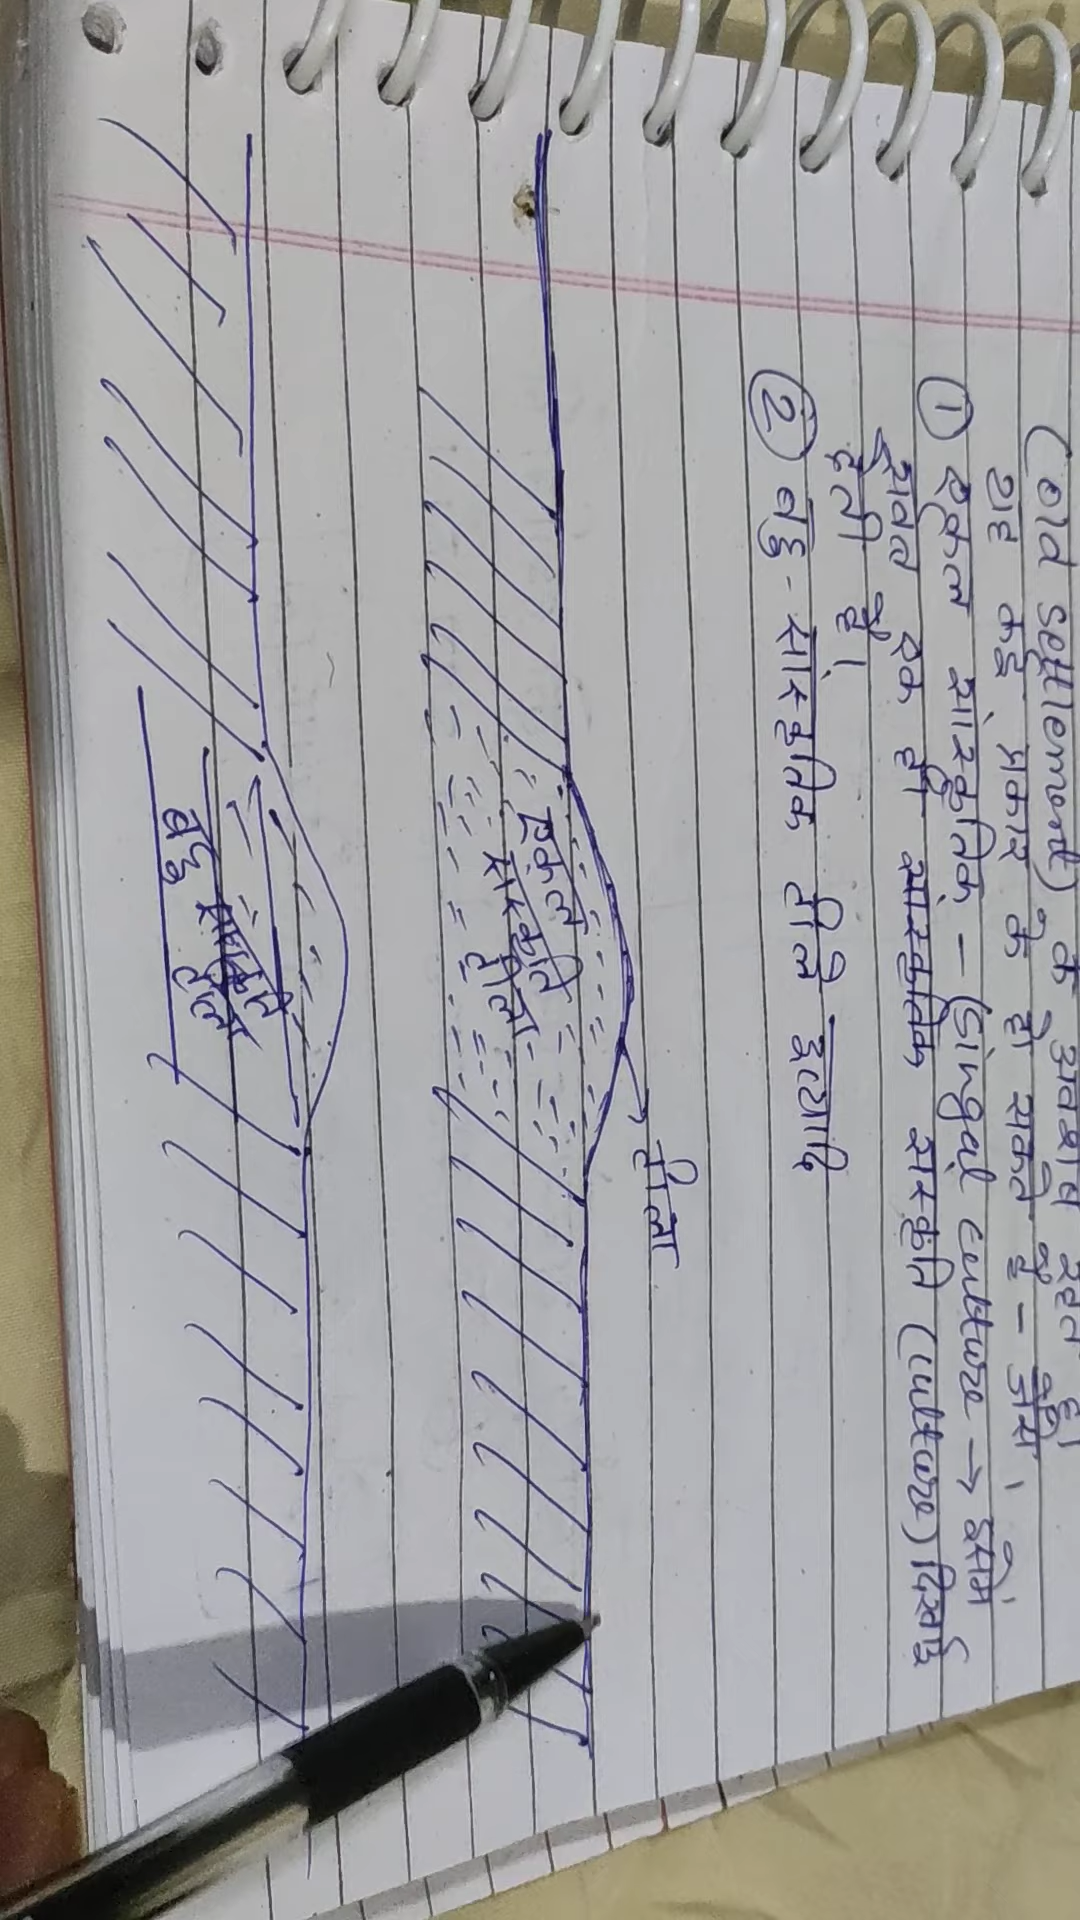 (old settlement) के अवशेष रहते है।
यह कई प्रकार के हो सकते है - जैसे
① एकल सांस्कृतिक - (singal culture → इसमें
सिर्फ एक ही सांस्कृतिक संस्कृति (culture) दिखाई
देती है।
② बहु-सांस्कृतिक टीले इत्यादि
टीला
एकल
संस्कृति
टीला
बहु
संस्कृति
टीला